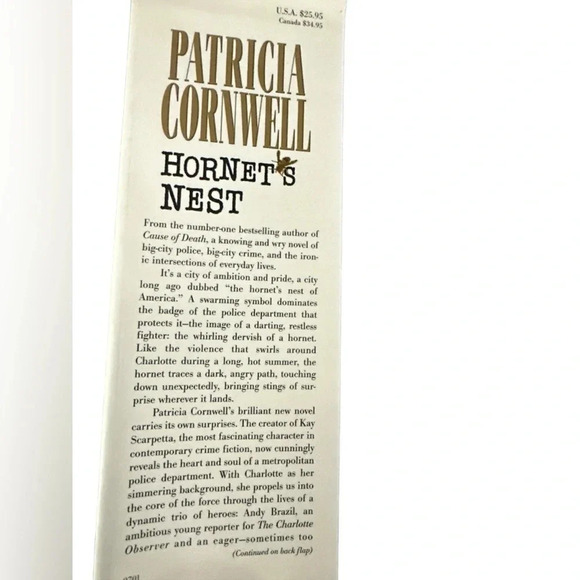 U.S.A. $25.95
Canada $34.95
PATRICIA
CORNWELL
HORNET'S
NEST
From the number-one bestselling author of
Cause of Death, a knowing and wry novel of
big-city police, big-city crime, and the iron-
ic intersections of everyday lives.
It's a city of ambition and pride, a city
long ago dubbed "the hornet's nest of
America." A swarming symbol dominates
the badge of the police department that
protects it—the image of a darting, restless
fighter: the whirling dervish of a hornet.
Like the violence that swirls around
Charlotte during a long, hot summer, the
hornet traces a dark, angry path, touching
down unexpectedly, bringing stings of sur-
prise wherever it lands.
Patricia Cornwell's brilliant new novel
carries its own surprises. The creator of Kay
Scarpetta, the most fascinating character in
contemporary crime fiction, now cunningly
reveals the heart and soul of a metropolitan
police department. With Charlotte as her
simmering background, she propels us into
the core of the force through the lives of a
dynamic trio of heroes: Andy Brazil, an
ambitious young reporter for The Charlotte
Observer and an eager—sometimes too
(Continued on back flap)